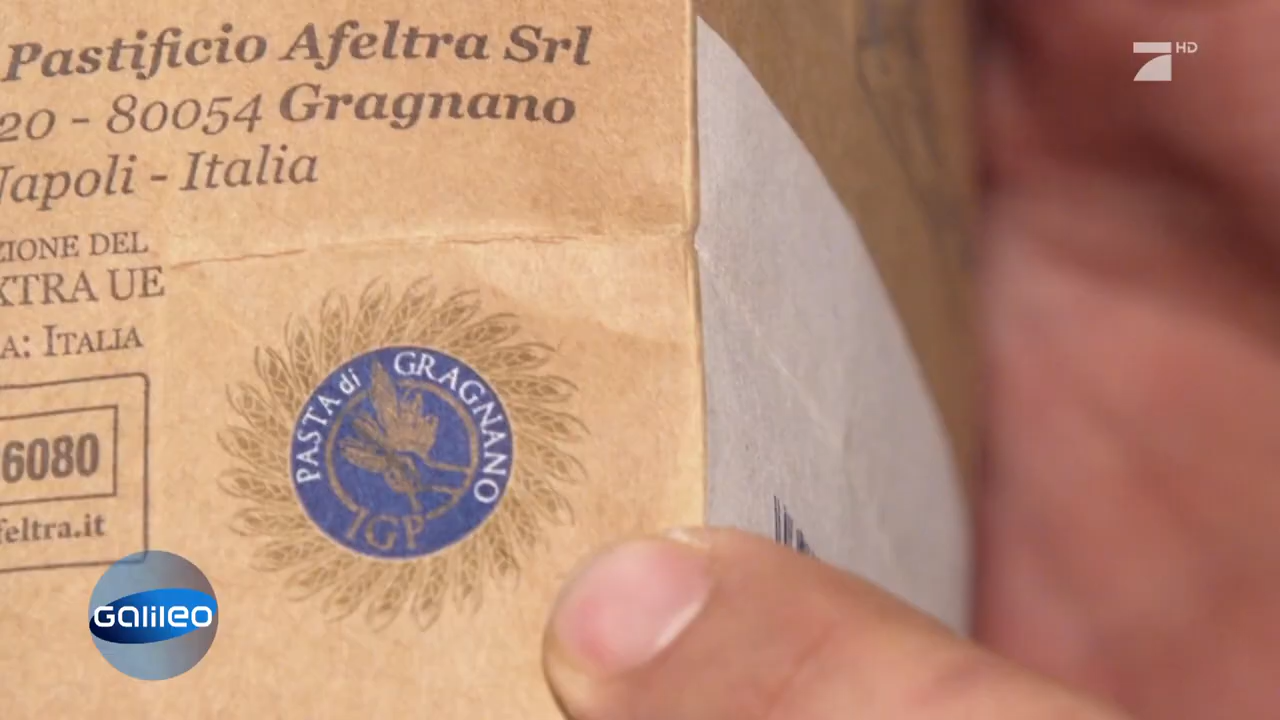 Pastificio Afeltra Srl
20 - 80054 Gragnano
Napoli - Italia
ZIONE DEL
XTRA UE
A: ITALIA
6080
feltra.it
PASTA di GRAGNANO
IGP
Galileo
HD